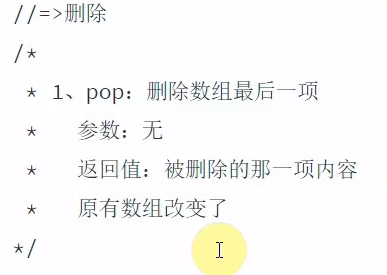 //=>删除
/*
* 1、pop：删除数组最后一项
* 参数：无
* 返回值：被删除的那一项内容
* 原有数组改变了
*/